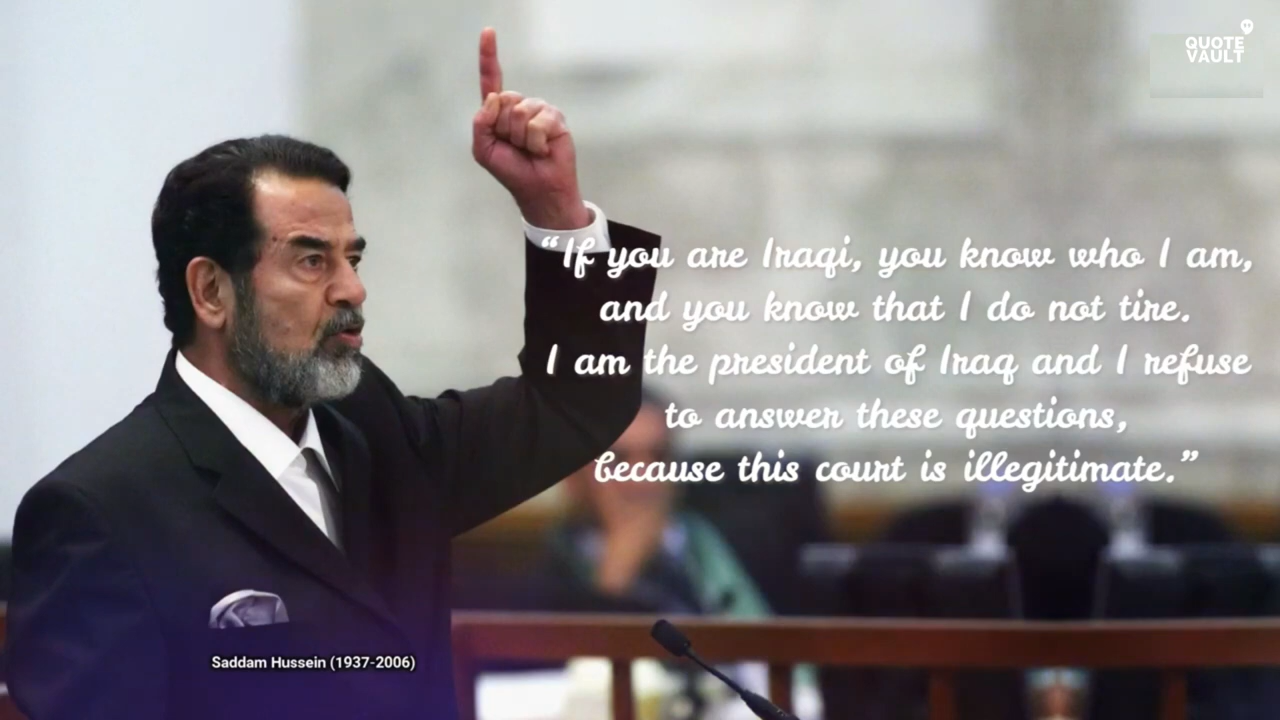 QUOTE
VAULT
“If you are Iraqi, you know who I am,
and you know that I do not tire.
I am the president of Iraq and I refuse
to answer these questions,
because this court is illegitimate.”
Saddam Hussein (1937-2006)